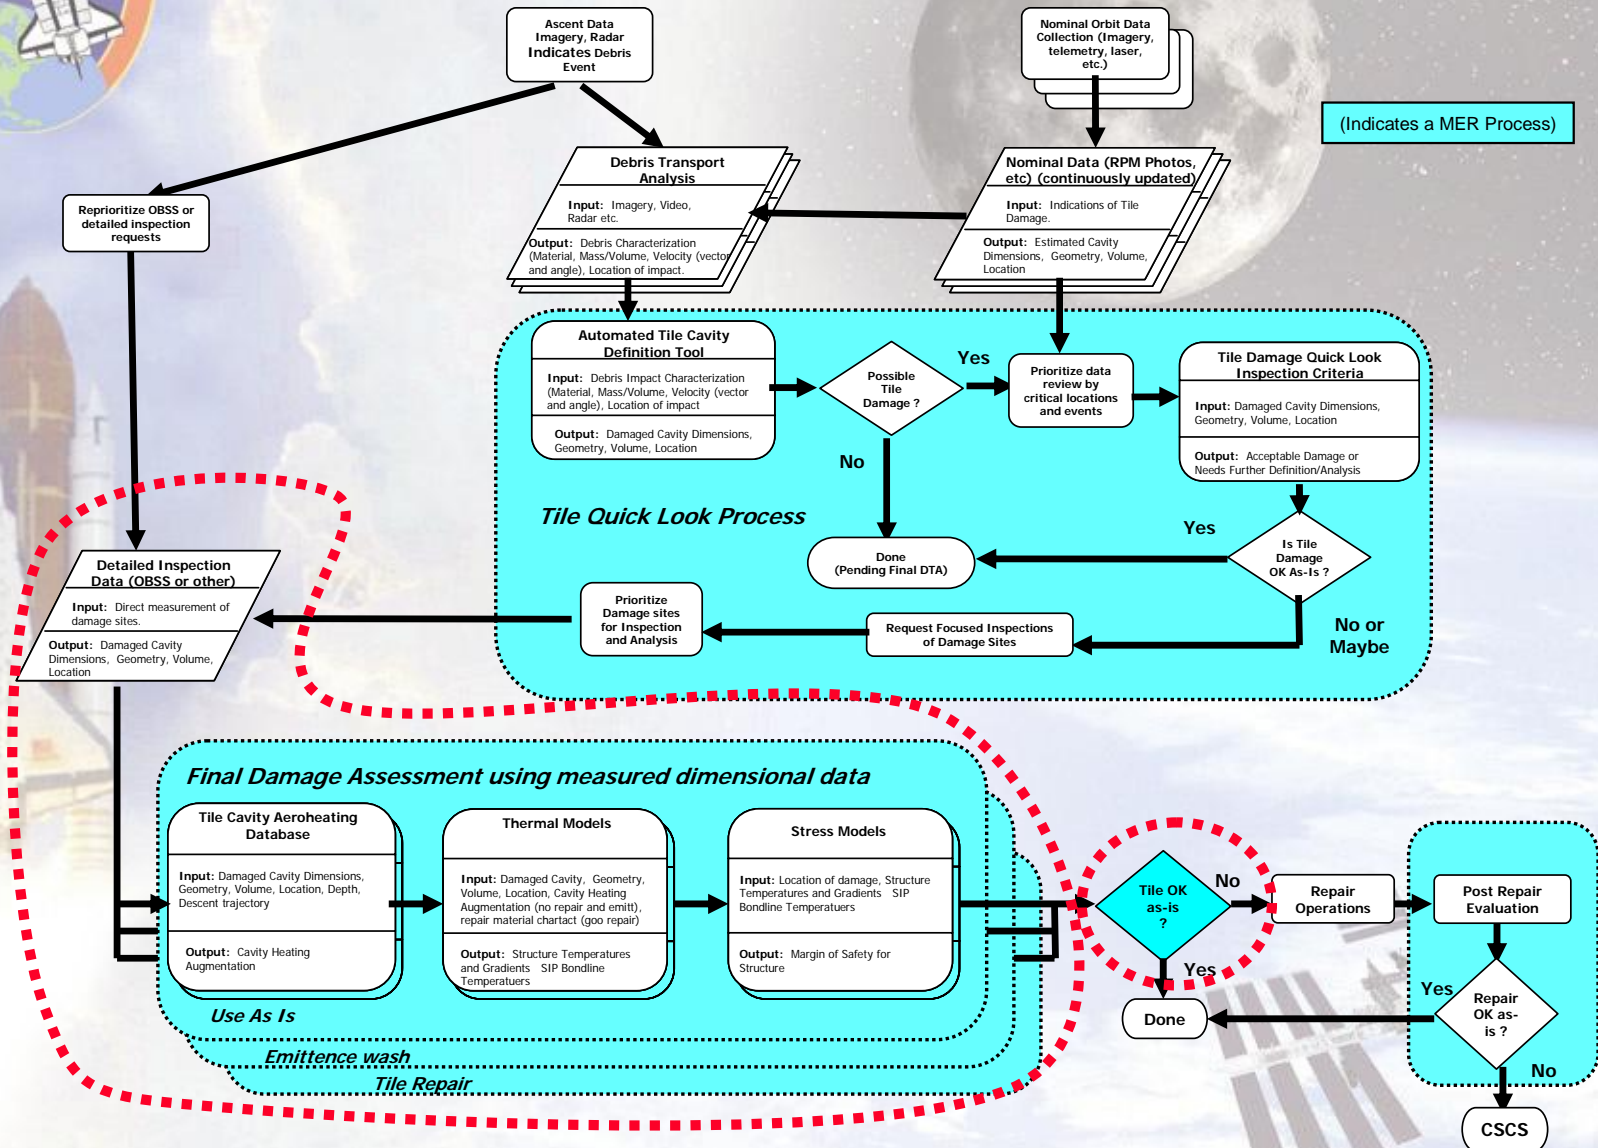 Ascent Data
Imagery, Radar
Indicates Debris
Event
Nominal Orbit Data
Collection (Imagery,
telemetry, laser,
etc.)
(Indicates a MER Process)
Debris Transport
Analysis
Input: Imagery, Video,
Radar etc.
Output: Debris Characterization
(Material, Mass/Volume, Velocity (vector
and angle), Location of impact.
Nominal Data (RPM Photos,
etc) (continuously updated)
Input: Indications of Tile
Damage.
Output: Estimated Cavity
Dimensions, Geometry, Volume,
Location
Reprioritize OBSS or
detailed inspection
requests
Automated Tile Cavity
Definition Tool
Input: Debris Impact Characterization
(Material, Mass/Volume, Velocity (vector
and angle), Location of impact
Output: Damaged Cavity Dimensions,
Geometry, Volume, Location
Possible
Tile
Damage ?
Yes
No
Prioritize data
review by
critical locations
and events
Tile Damage Quick Look
Inspection Criteria
Input: Damaged Cavity Dimensions,
Geometry, Volume, Location
Output: Acceptable Damage or
Needs Further Definition/Analysis
Tile Quick Look Process
Done
(Pending Final DTA)
Yes
Is Tile
Damage
OK As-Is ?
No or
Maybe
Request Focused Inspections
of Damage Sites
Prioritize
Damage sites
for Inspection
and Analysis
Detailed Inspection
Data (OBSS or other)
Input: Direct measurement of
damage sites.
Output: Damaged Cavity
Dimensions, Geometry, Volume,
Location
Final Damage Assessment using measured dimensional data
Tile Cavity Aeroheating
Database
Input: Damaged Cavity Dimensions,
Geometry, Volume, Location, Depth,
Descent trajectory
Output: Cavity Heating
Augmentation
Thermal Models
Input: Damaged Cavity, Geometry,
Volume, Location, Cavity Heating
Augmentation (no repair and emitt),
repair material chartact (goo repair)
Output: Structure Temperatures
and Gradients SIP Bondline
Temperatuers
Stress Models
Input: Location of damage, Structure
Temperatures and Gradients SIP
Bondline Temperatuers
Output: Margin of Safety for
Structure
Use As Is
Emittence wash
Tile Repair
Tile OK
as-is
?
No
Yes
Done
Repair
Operations
Post Repair
Evaluation
Yes
Repair
OK as-
is ?
No
CSCS